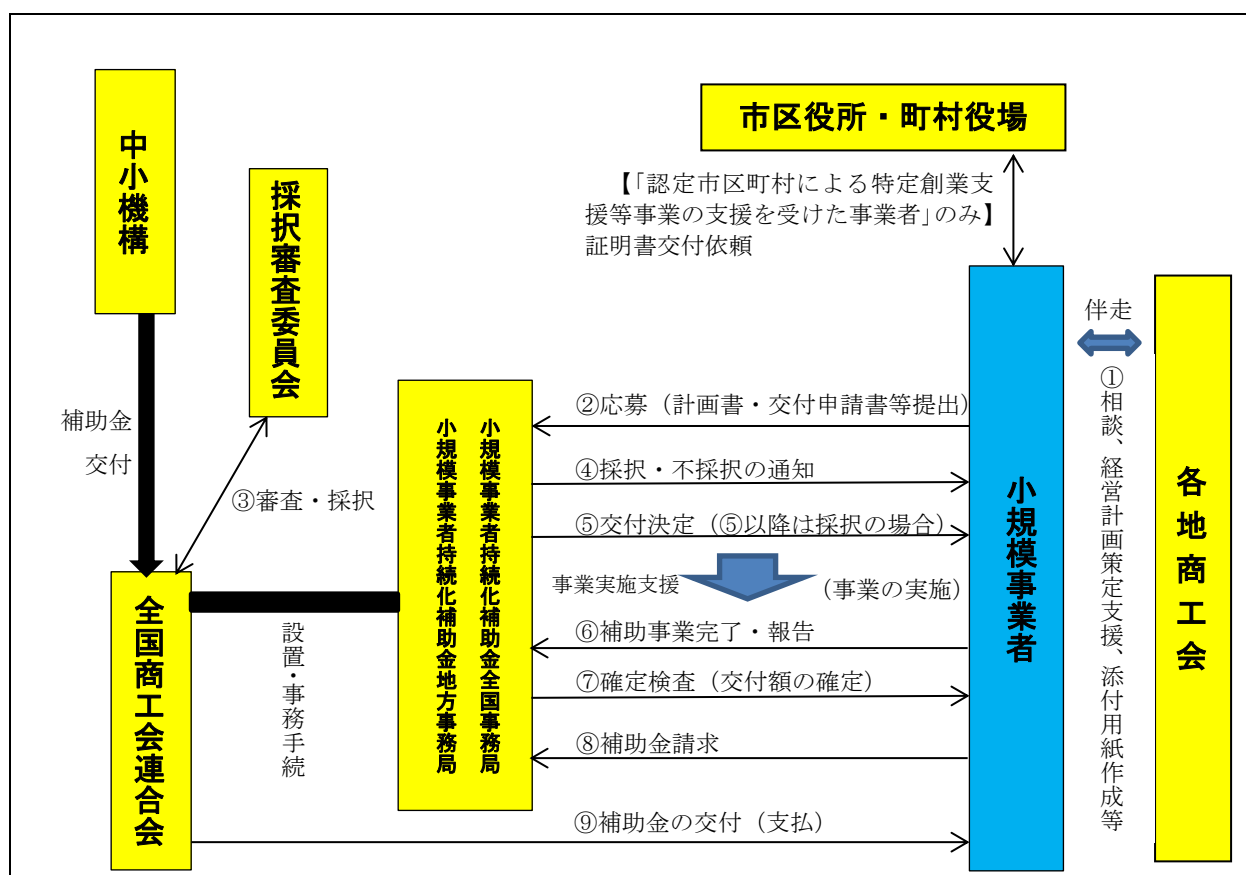 市区役所・町村役場
中小機構
採択審査委員会
【｢認定市区町村による特定創業支
援等事業の支援を受けた事業者｣のみ】
証明書交付依頼
伴走
①相談、経営計画策定支援、添付用紙作成等
各地商工会
小規模事業者
補助金
交付
③審査・採択
小規模事業者持続化補助金全国事務局
小規模事業者持続化補助金地方事務局
②応募（計画書・交付申請書等提出）
④採択・不採択の通知
⑤交付決定（⑤以降は採択の場合）
事業実施支援
（事業の実施）
⑥補助事業完了・報告
⑦確定検査（交付額の確定）
⑧補助金請求
⑨補助金の交付（支払）
全国商工会連合会
設置・事務手続